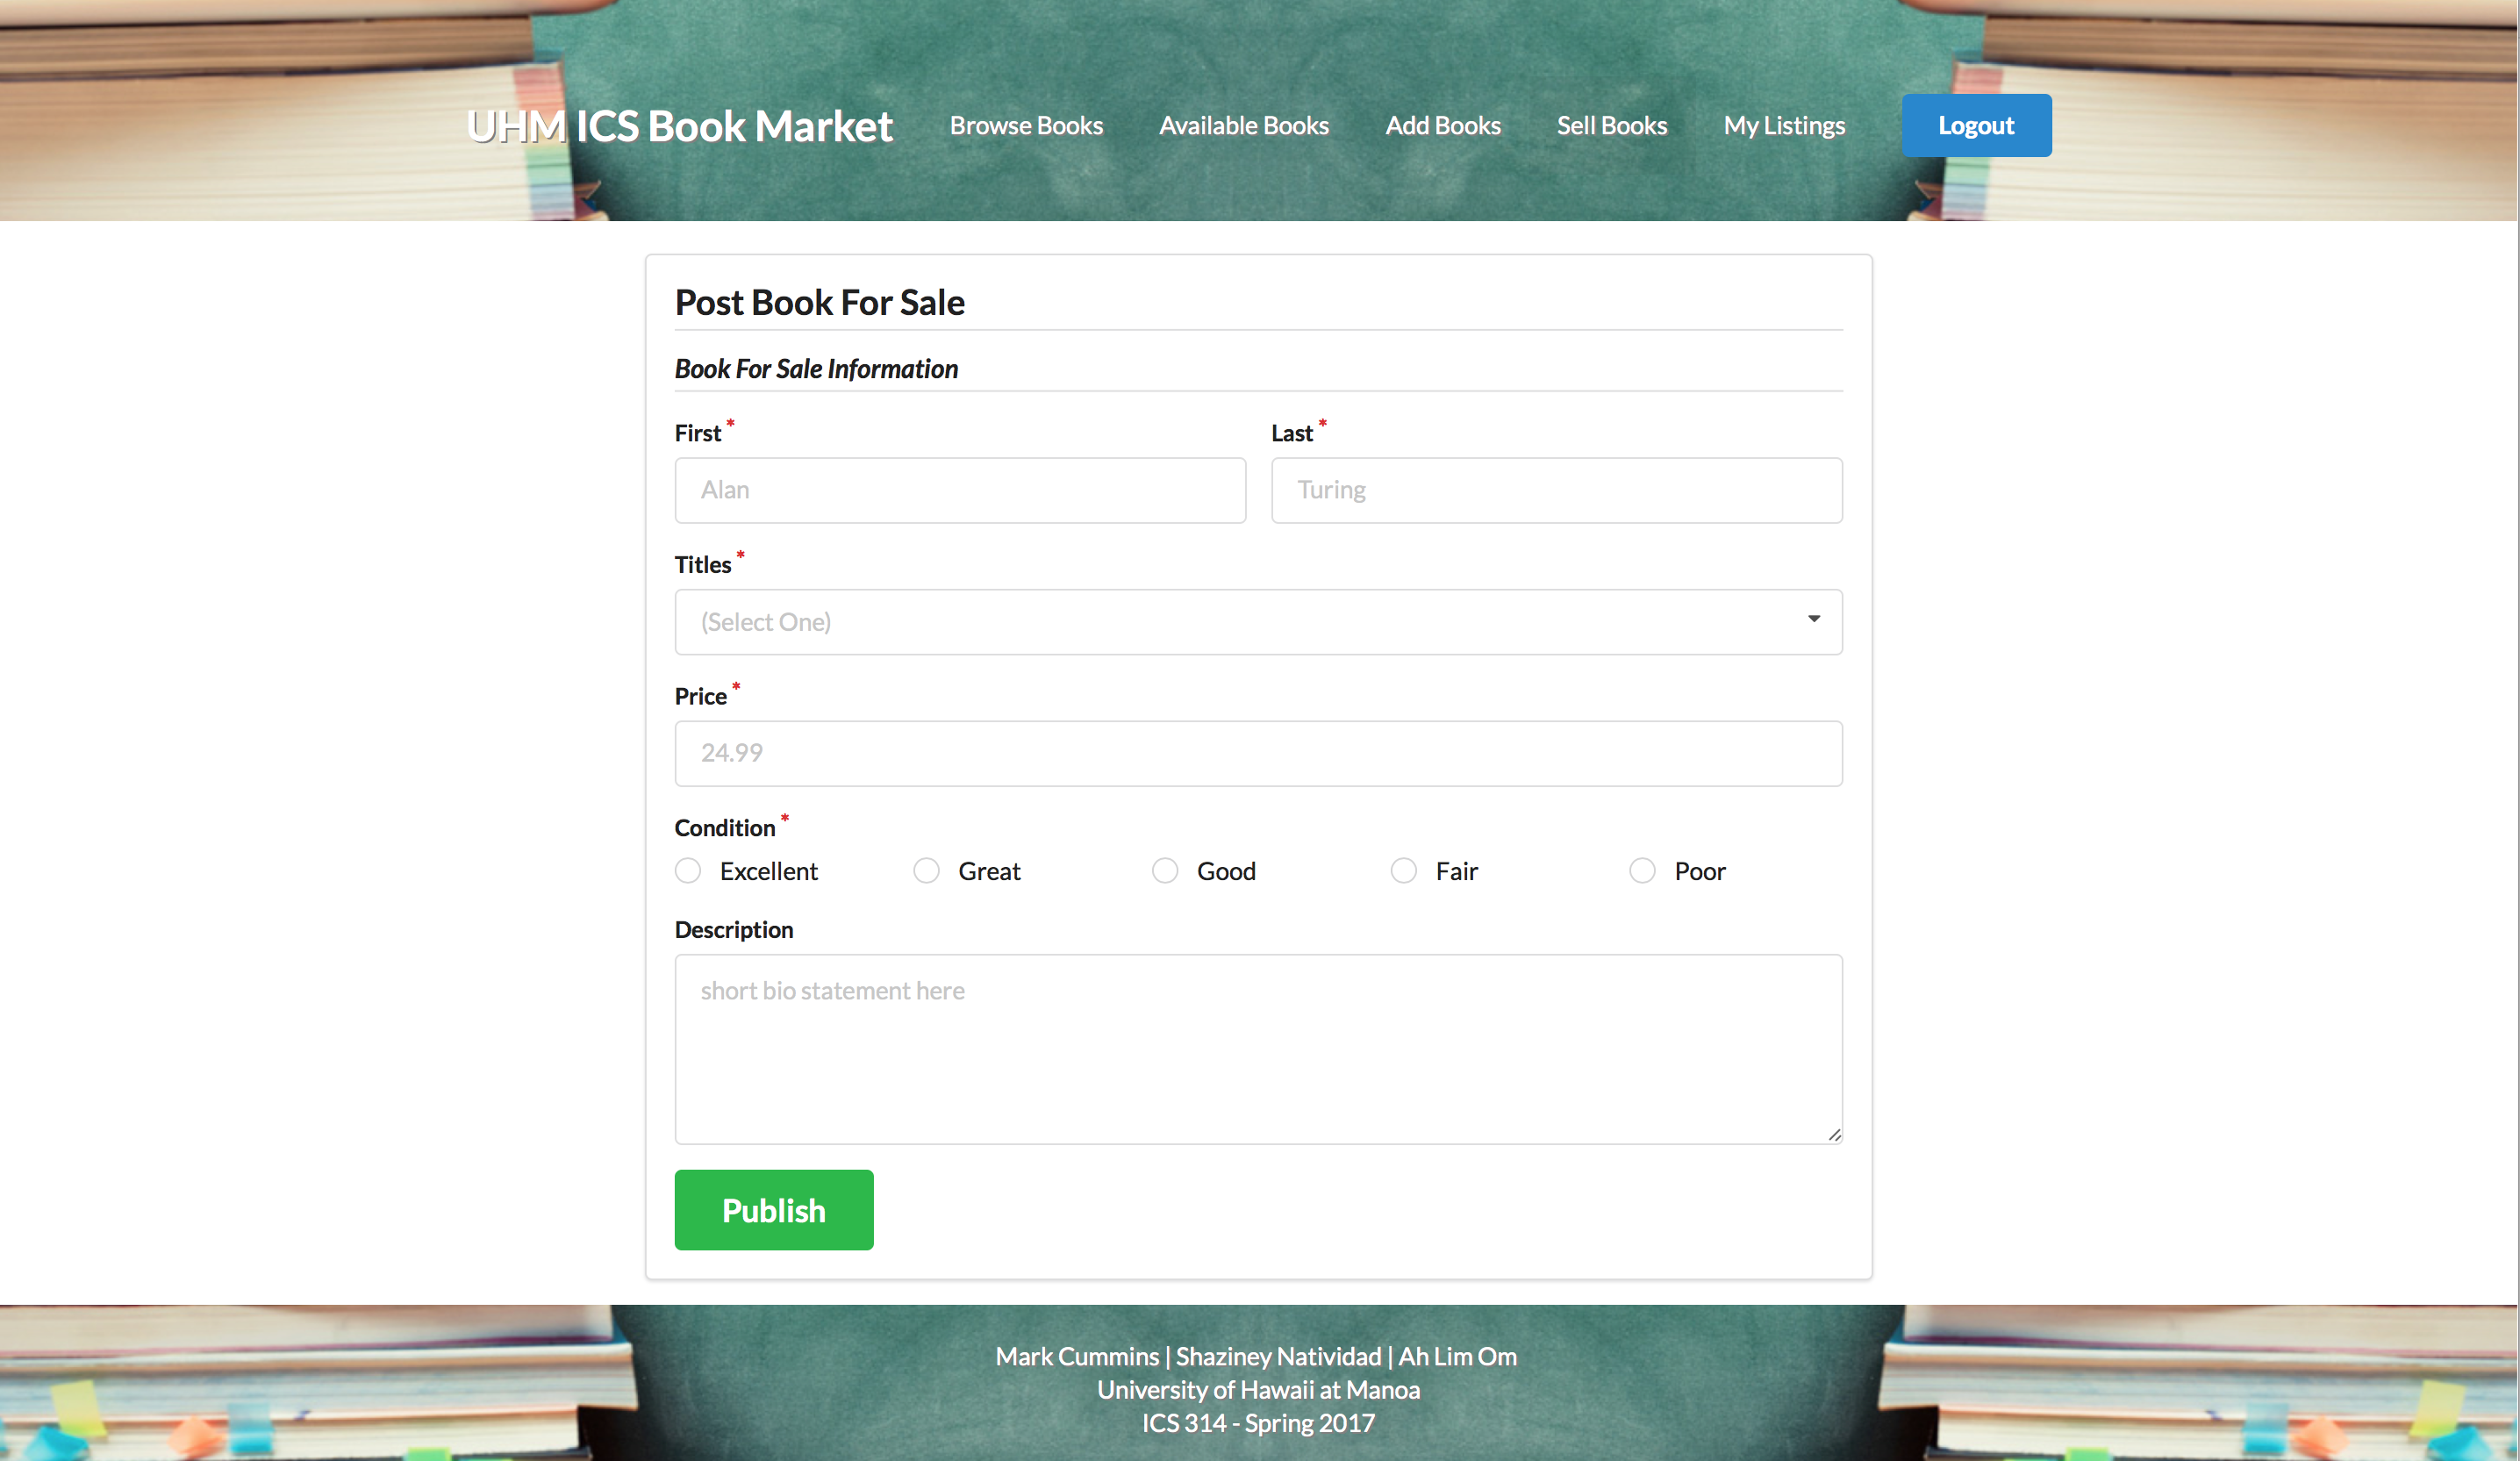 UHM ICS Book Market Browse Books Available Books Add Books Sell Books My Listings Logout
Post Book For Sale
Book For Sale Information
First * Last *
Alan Turing
Titles *
(Select One)
Price *
24.99
Condition *
Excellent Great Good Fair Poor
Description
short bio statement here
Publish
Mark Cummins | Shaziney Natividad | Ah Lim Om
University of Hawaii at Manoa
ICS 314 - Spring 2017